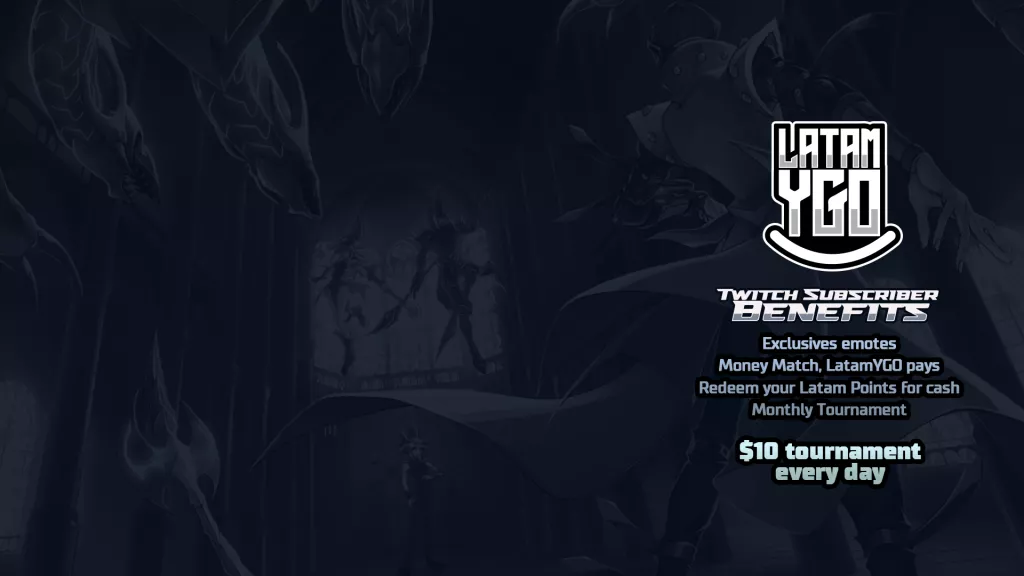 LATAM
YGO
Twitch Subscriber
Benefits
Exclusives emotes
Money Match, LatamYGO pays
Redeem your Latam Points for cash
Monthly Tournament
$10 tournament
every day